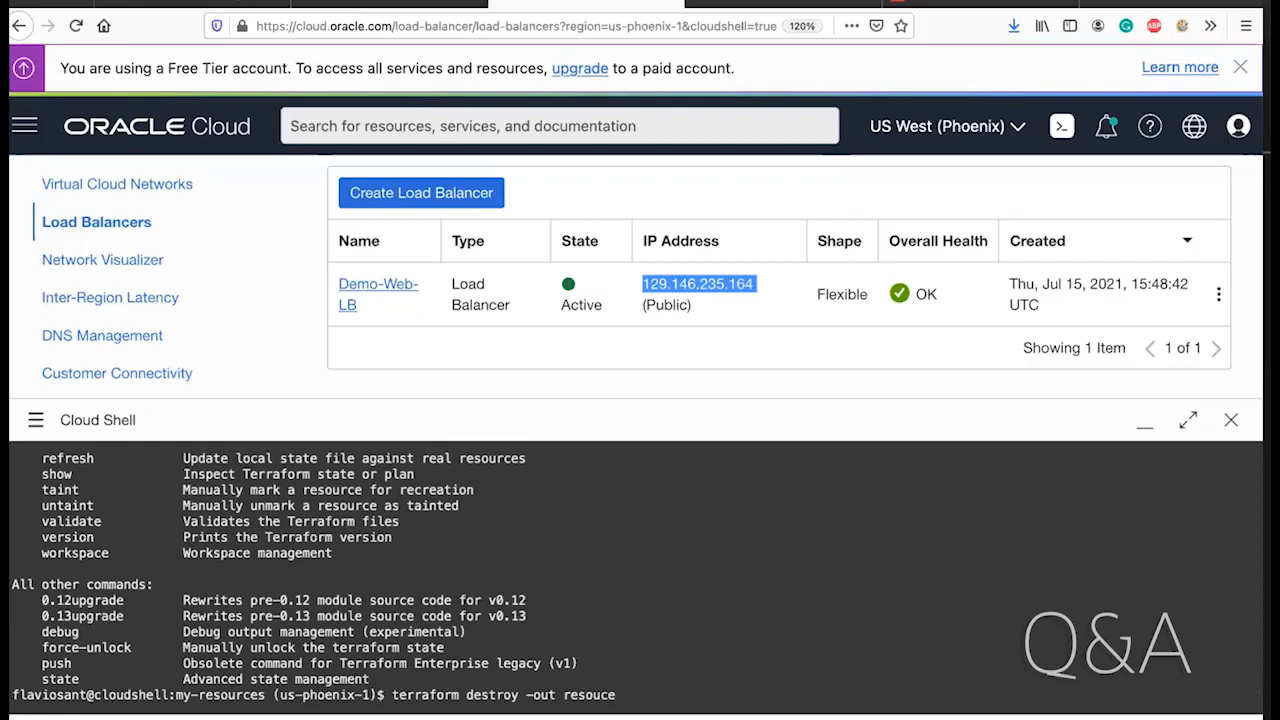 https://cloud.oracle.com/load-balancer/load-balancers?region=us-phoenix-1&cloudshell=true 120%
You are using a Free Tier account. To access all services and resources, upgrade to a paid account. Learn more
ORACLE Cloud Search for resources, services, and documentation US West (Phoenix)
Virtual Cloud Networks
Load Balancers
Network Visualizer
Inter-Region Latency
DNS Management
Customer Connectivity
Create Load Balancer
Name Type State IP Address Shape Overall Health Created
Demo-Web- Load 129.146.235.164 Thu, Jul 15, 2021, 15:48:42
LB Balancer Active (Public) Flexible OK UTC
Showing 1 Item 1 of 1
Cloud Shell
refresh Update local state file against real resources
show Inspect Terraform state or plan
taint Manually mark a resource for recreation
untaint Manually unmark a resource as tainted
validate Validates the Terraform files
version Prints the Terraform version
workspace Workspace management
All other commands:
0.12upgrade Rewrites pre-0.12 module source code for v0.12
0.13upgrade Rewrites pre-0.13 module source code for v0.13
debug Debug output management (experimental)
force-unlock Manually unlock the terraform state
push Obsolete command for Terraform Enterprise legacy (v1)
state Advanced state management
flaviosant@cloudshell:my-resources (us-phoenix-1)$ terraform destroy -out resouce
Q&A